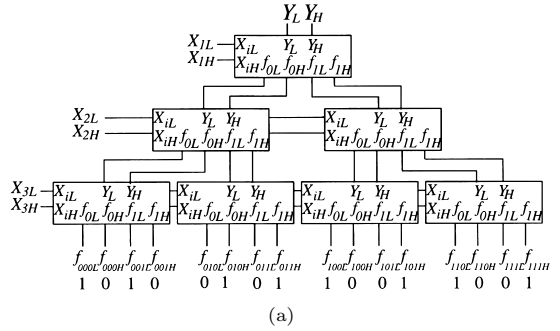 Y_L Y_H
X_1L X_iL Y_L Y_H
X_1H X_iH f_0L f_0H f_1L f_1H
X_2L X_iL Y_L Y_H X_iL Y_L Y_H
X_2H X_iH f_0L f_0H f_1L f_1H X_iH f_0L f_0H f_1L f_1H
X_3L X_iL Y_L Y_H X_iL Y_L Y_H X_iL Y_L Y_H X_iL Y_L Y_H
X_3H X_iH f_0L f_0H f_1L f_1H X_iH f_0L f_0H f_1L f_1H X_iH f_0L f_0H f_1L f_1H X_iH f_0L f_0H f_1L f_1H
f_000L f_000H f_001L f_001H f_010L f_010H f_011L f_011H f_100L f_100H f_101L f_101H f_110L f_110H f_111L f_111H
1 0 1 0 0 1 0 1 1 0 0 1 1 0 0 1
(a)